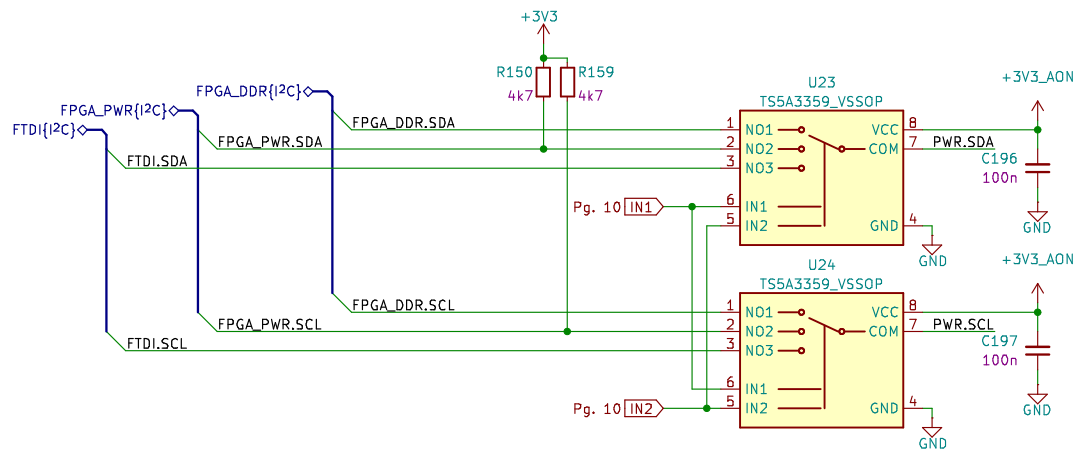 +3V3
R150
R159
4k7
4k7
FPGA_DDR{I²C}
FPGA_PWR{I²C}
FTDI{I²C}
FPGA_DDR.SDA
FPGA_PWR.SDA
FTDI.SDA
U23
TS5A3359_VSSOP
1 NO1
2 NO2
3 NO3
6 IN1
5 IN2
VCC 8
COM 7
GND 4
PWR.SDA
+3V3_AON
C196
100n
GND
GND
Pg. 10 IN1
U24
TS5A3359_VSSOP
FPGA_DDR.SCL
FPGA_PWR.SCL
FTDI.SCL
1 NO1
2 NO2
3 NO3
6 IN1
5 IN2
VCC 8
COM 7
GND 4
PWR.SCL
+3V3_AON
C197
100n
GND
GND
Pg. 10 IN2